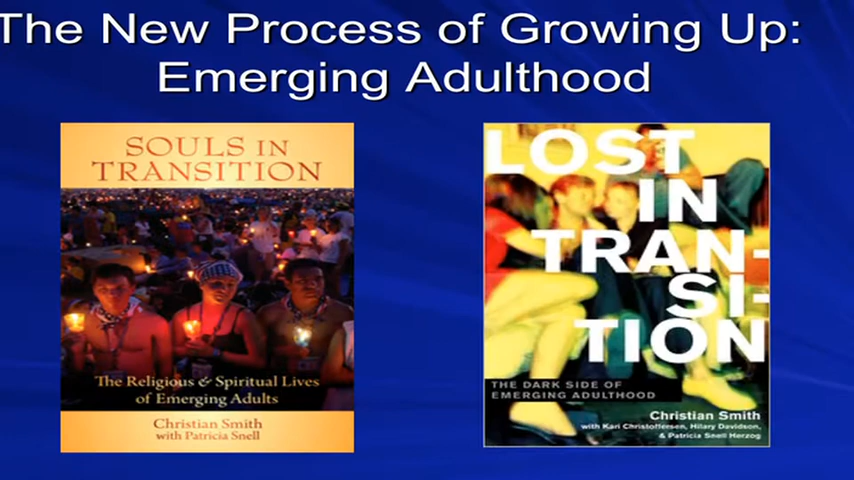 The New Process of Growing Up:
Emerging Adulthood
SOULS IN
TRANSITION
The Religious & Spiritual Lives
of Emerging Adults
Christian Smith
with Patricia Snell
LOST
IN
TRAN-
SI-
TION
THE DARK SIDE OF
EMERGING ADULTHOOD
Christian Smith
with Kari Christoffersen, Hilary Davidson,
& Patricia Snell Herzog